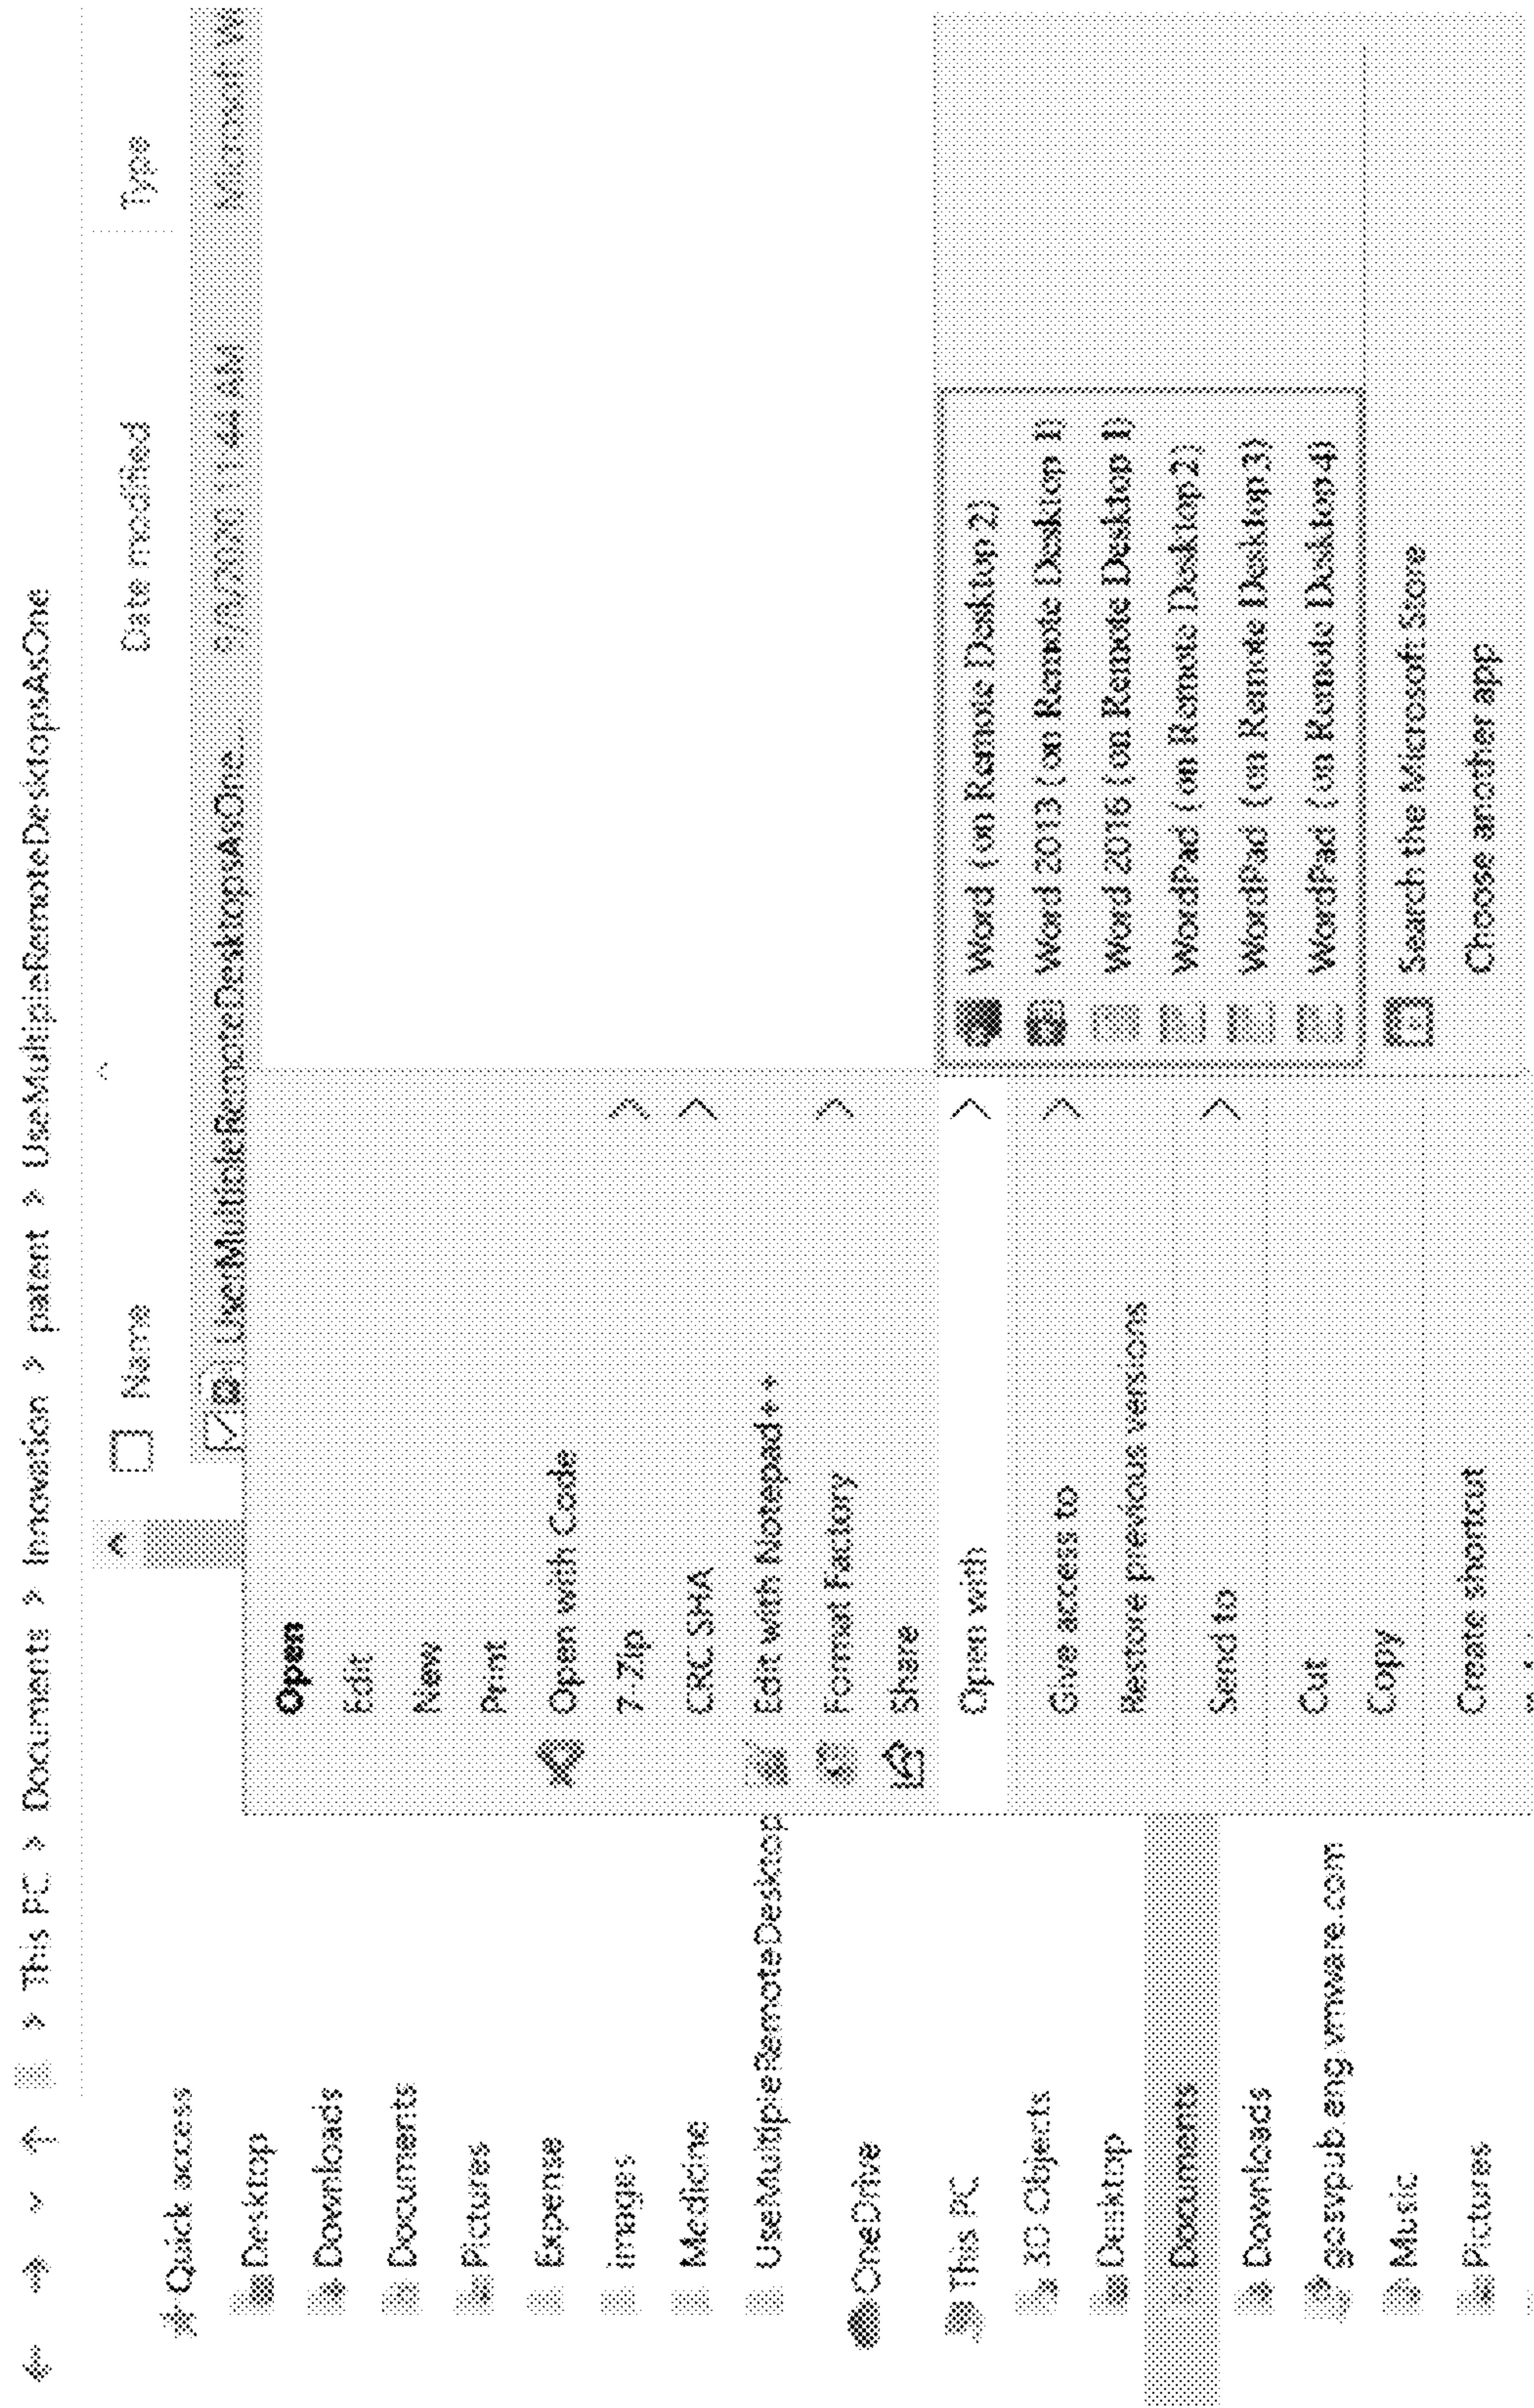 This PC > Documents > Innovation > patent > UseMultipleRemoteDesktopsAsOne
Name
Date modified
Type
UserMultipleRemoteDesktopsAsOne...
11:44 AM
Quick access
Desktop
Downloads
Documents
Pictures
Expense
images
Medicine
UseMultipleRemoteDesktop
OneDrive
This PC
3D Objects
Desktop
Documents
Downloads
Music
Pictures
Open
Edit
New
Print
Open with Code
7-Zip
CRC SHA
Edit with Notepad++
Format Factory
Share
Open with
Give access to
Restore previous versions
Send to
Cut
Copy
Create shortcut
Word (on Remote Desktop 2)
Word 2013 (on Remote Desktop 1)
Word 2016 (on Remote Desktop 1)
WordPad (on Remote Desktop 2)
WordPad (on Remote Desktop 3)
WordPad (on Remote Desktop 4)
Search the Microsoft Store
Choose another app